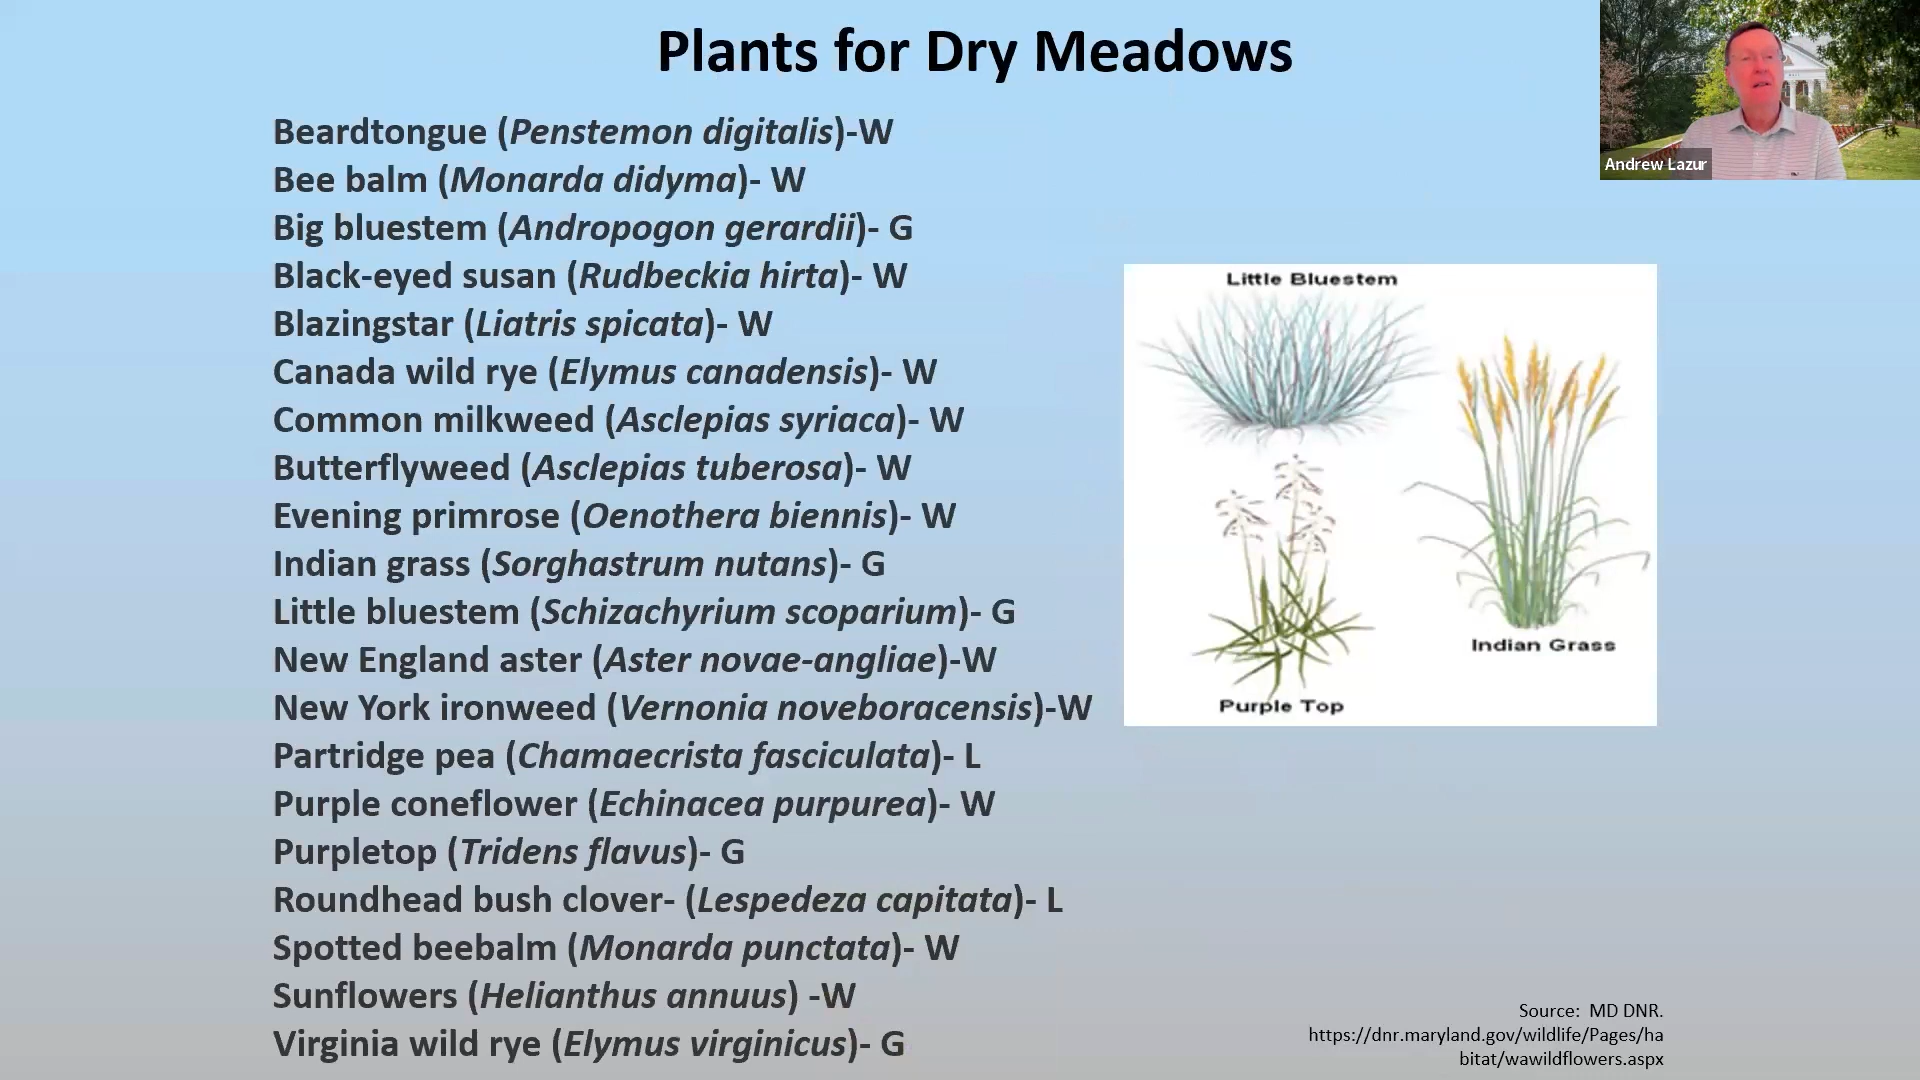 Plants for Dry Meadows
Andrew Lazur
Beardtongue (Penstemon digitalis)-W
Bee balm (Monarda didyma)- W
Big bluestem (Andropogon gerardii)- G
Black-eyed susan (Rudbeckia hirta)- W
Blazingstar (Liatris spicata)- W
Canada wild rye (Elymus canadensis)- W
Common milkweed (Asclepias syriaca)- W
Butterflyweed (Asclepias tuberosa)- W
Evening primrose (Oenothera biennis)- W
Indian grass (Sorghastrum nutans)- G
Little bluestem (Schizachyrium scoparium)- G
New England aster (Aster novae-angliae)-W
New York ironweed (Vernonia noveboracensis)-W
Partridge pea (Chamaecrista fasciculata)- L
Purple coneflower (Echinacea purpurea)- W
Purpletop (Tridens flavus)- G
Roundhead bush clover- (Lespedeza capitata)- L
Spotted beebalm (Monarda punctata)- W
Sunflowers (Helianthus annuus) -W
Virginia wild rye (Elymus virginicus)- G
Little Bluestem
Indian Grass
Purple Top
Source:  MD DNR.
https://dnr.maryland.gov/wildlife/Pages/ha
bitat/wawildflowers.aspx